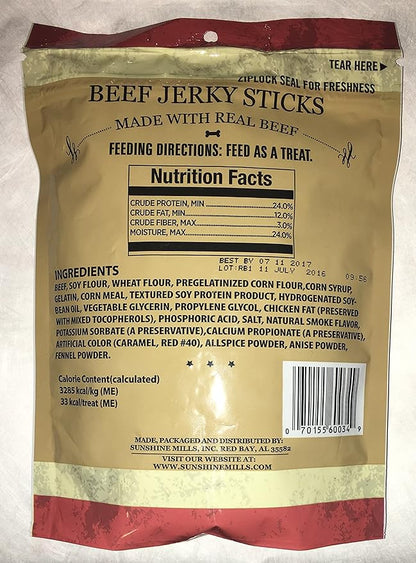 TEAR HERE ▶
ZIPLOCK SEAL FOR FRESHNESS
BEEF JERKY STICKS
MADE WITH REAL BEEF
FEEDING DIRECTIONS: FEED AS A TREAT.
Nutrition Facts
CRUDE PROTEIN, MIN 24.0%
CRUDE FAT, MIN 12.0%
CRUDE FIBER, MAX 3.0%
MOISTURE, MAX 24.0%
BEST BY 07 11 2017
LOT:RB1 11 JULY 2016 09:56
INGREDIENTS
BEEF, SOY FLOUR, WHEAT FLOUR, PREGELATINIZED CORN FLOUR,CORN SYRUP,
GELATIN, CORN MEAL, TEXTURED SOY PROTEIN PRODUCT, HYDROGENATED SOY-
BEAN OIL, VEGETABLE GLYCERIN, PROPYLENE GLYCOL, CHICKEN FAT (PRESERVED
WITH MIXED TOCOPHEROLS), PHOSPHORIC ACID, SALT, NATURAL SMOKE FLAVOR,
POTASSIUM SORBATE (A PRESERVATIVE),CALCIUM PROPIONATE (A PRESERVATIVE),
ARTIFICIAL COLOR (CARAMEL, RED #40), ALLSPICE POWDER, ANISE POWDER,
FENNEL POWDER.
Calorie Content(calculated)
3285 kcal/kg (ME)
33 kcal/treat (ME)
0 70155 60034 9
MADE, PACKAGED AND DISTRIBUTED BY:
SUNSHINE MILLS, INC. RED BAY, AL 35582
VISIT OUR WEBSITE AT:
WWW.SUNSHINEMILLS.COM